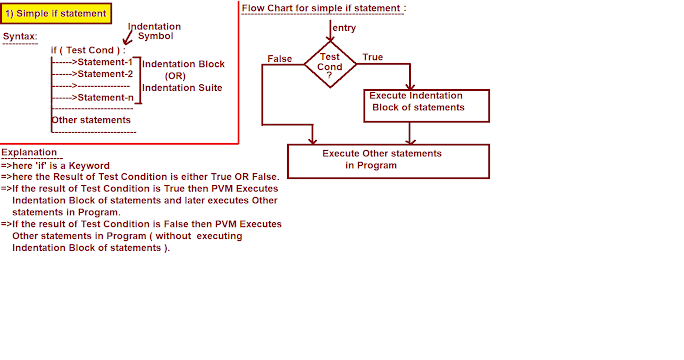 1) Simple if statement
Indentation
Symbol
Syntax:
if ( Test Cond ) :
------>Statement-1
------>Statement-2
------>----------------
------>Statement-n
Indentation Block
(OR)
Indentation Suite
Other statements
Explanation
=>here 'if' is a Keyword
=>here the Result of Test Condition is either True OR False.
=>If the result of Test Condition is True then PVM Executes
Indentation Block of statements and later executes Other
statements in Program.
=>If the result of Test Condition is False then PVM Executes
Other statements in Program ( without executing
Indentation Block of statements ).
Flow Chart for simple if statement :
entry
False
Test
Cond
?
True
Execute Indentation
Block of statements
Execute Other statements
in Program